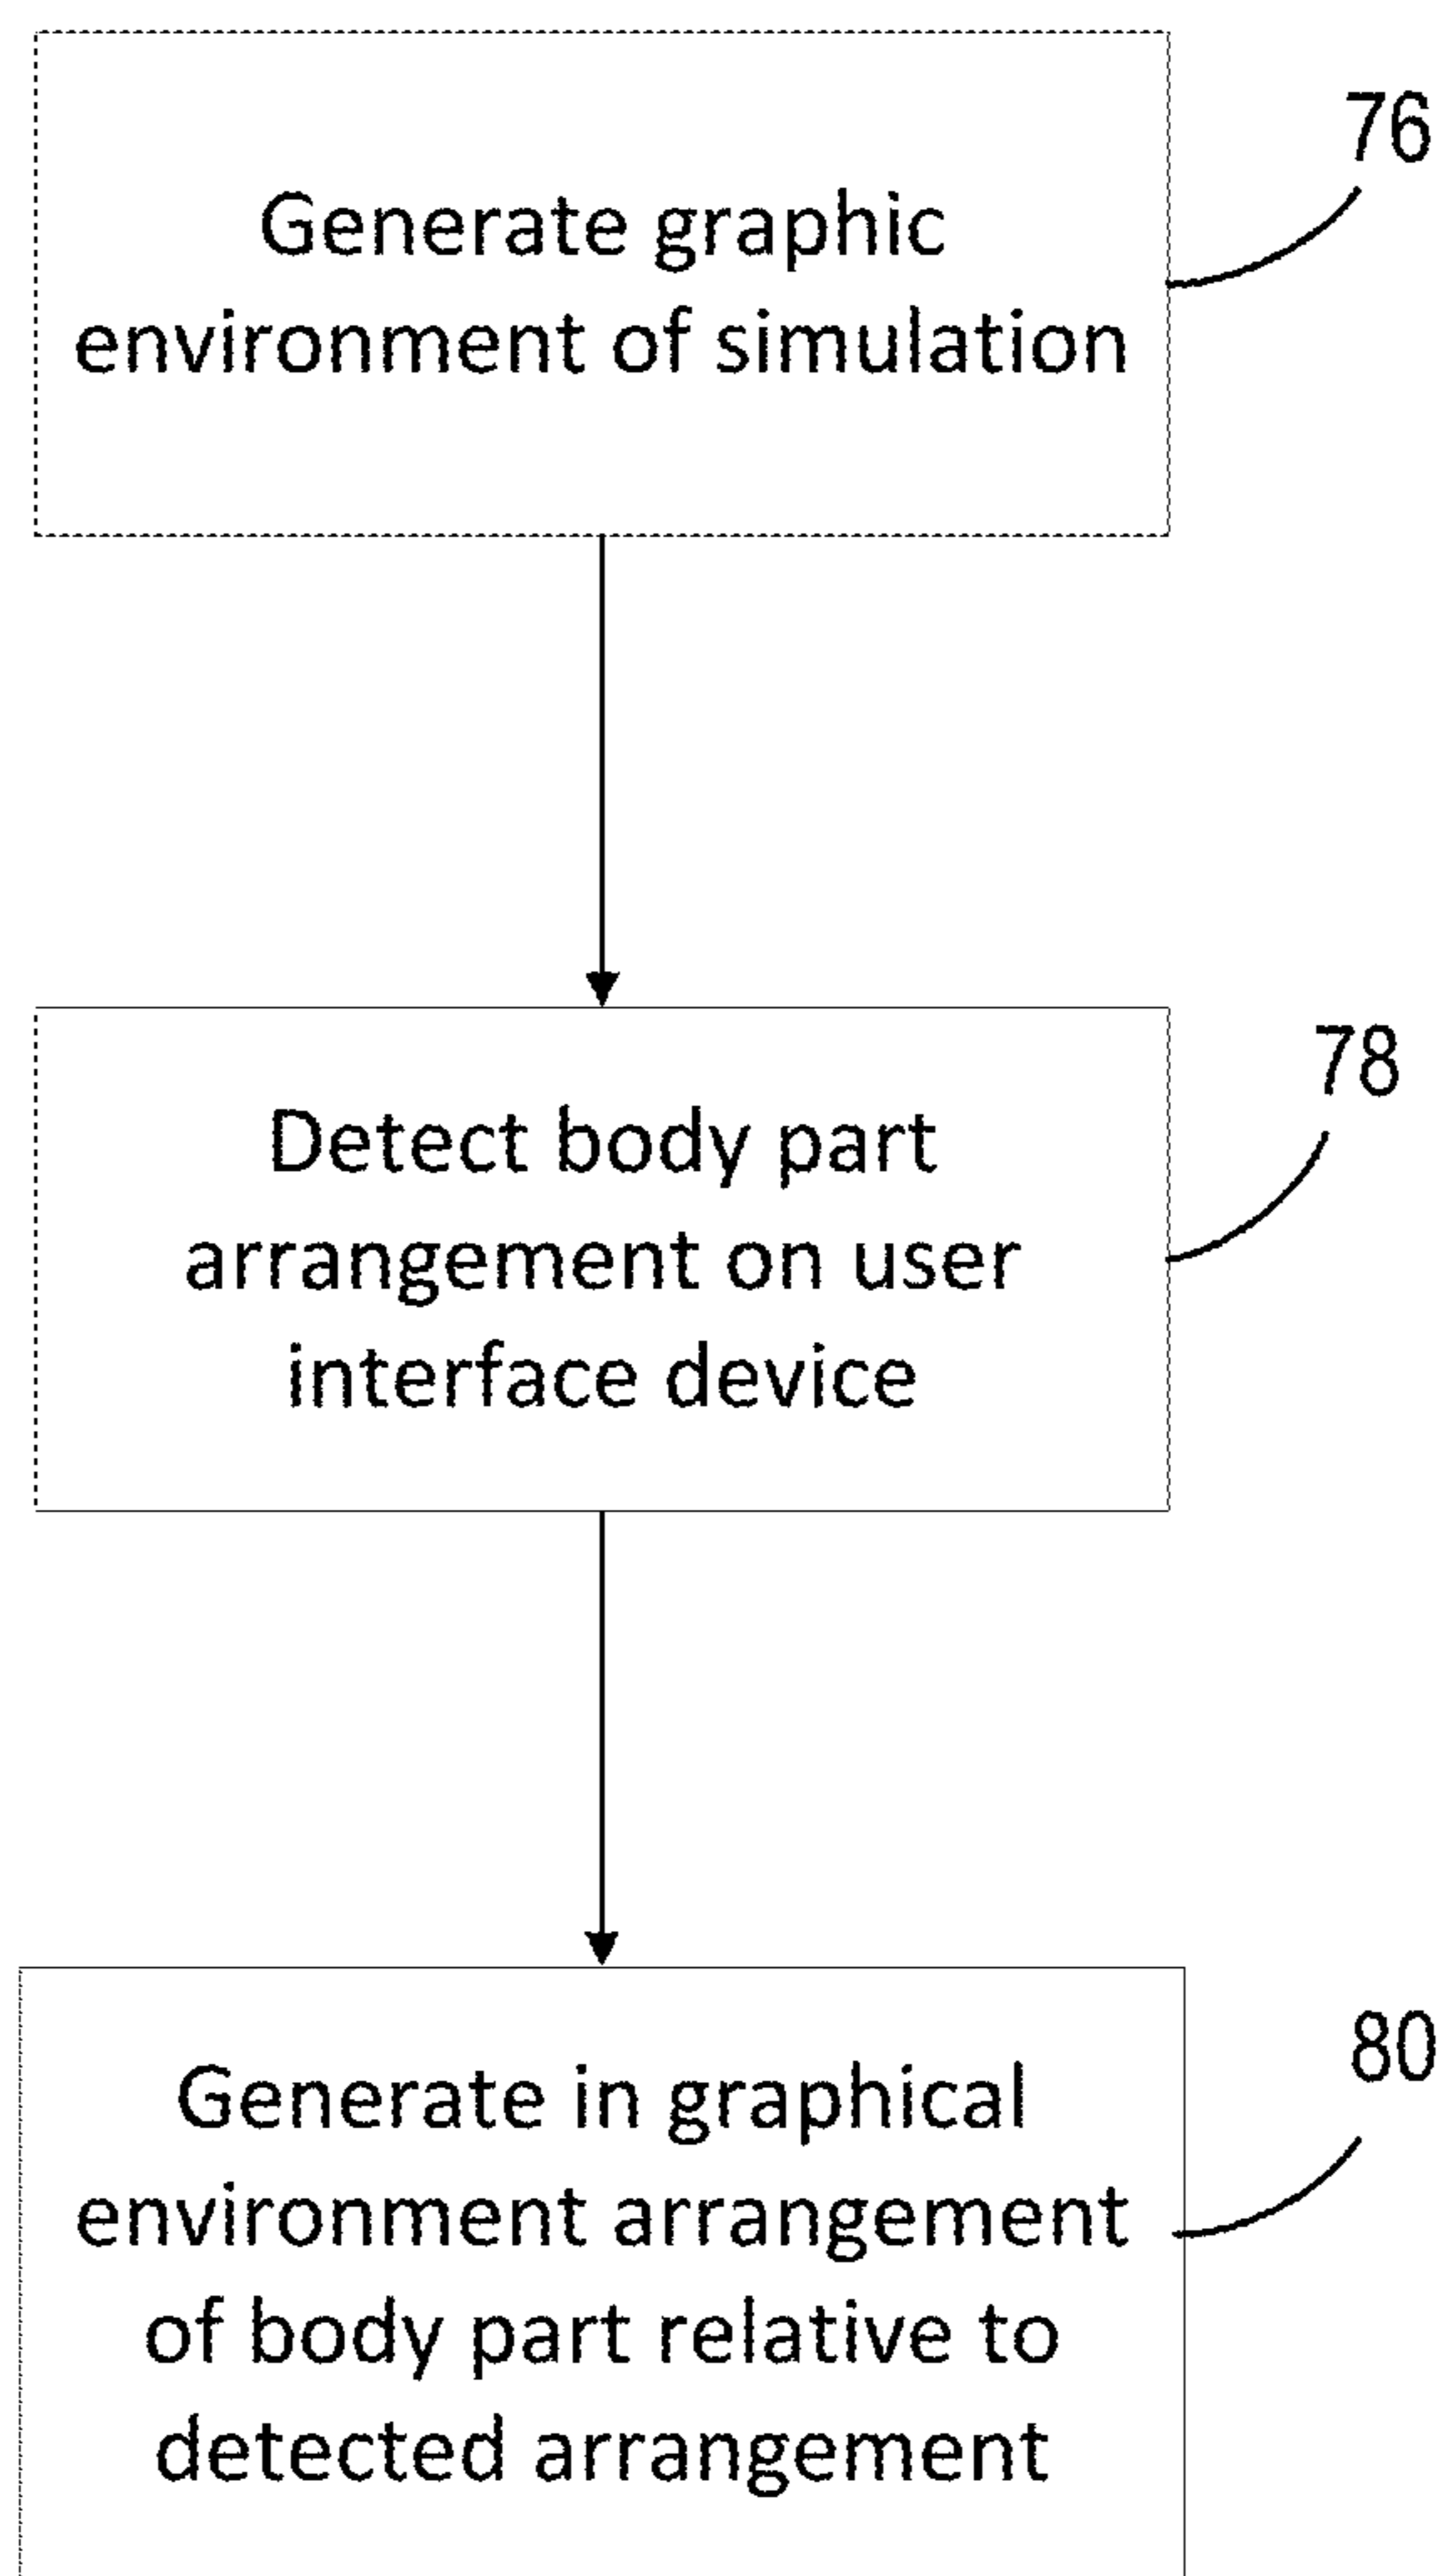 76
Generate graphic
environment of simulation
78
Detect body part
arrangement on user
interface device
80
Generate in graphical
environment arrangement
of body part relative to
detected arrangement